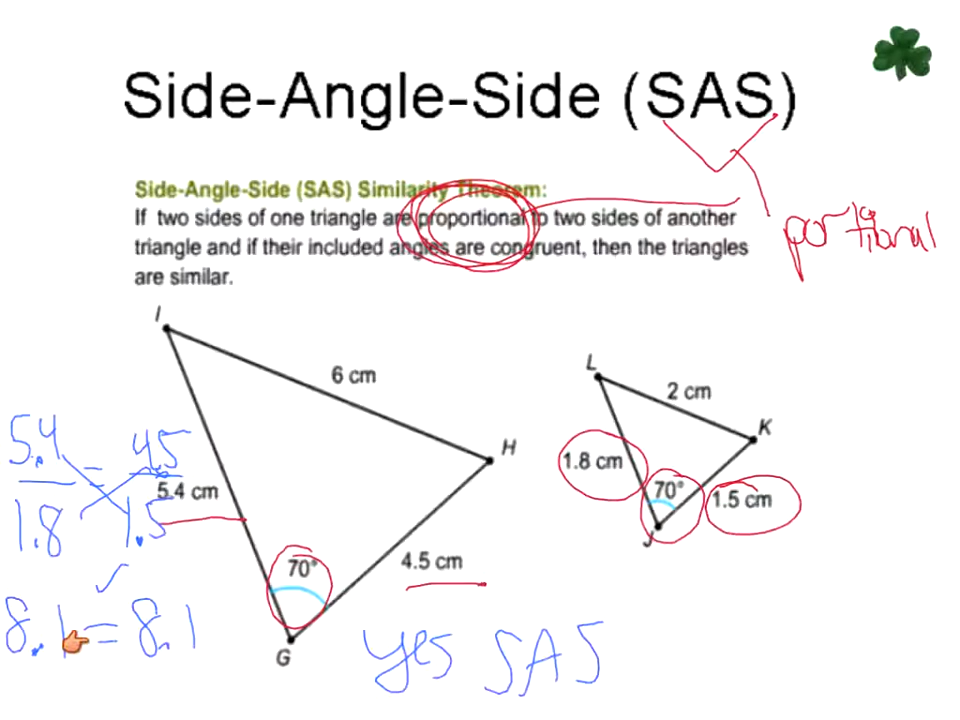 Side-Angle-Side (SAS)
Side-Angle-Side (SAS) Similarity Theorem:
If two sides of one triangle are proportional to two sides of another
triangle and if their included angles are congruent, then the triangles
are similar.
portional
I
6 cm
H
5.4 cm
70°
4.5 cm
G
L
2 cm
K
1.8 cm
70°
1.5 cm
J
5.4 = 4.5
1.8 1.5
8.1 = 8.1
yes SAS